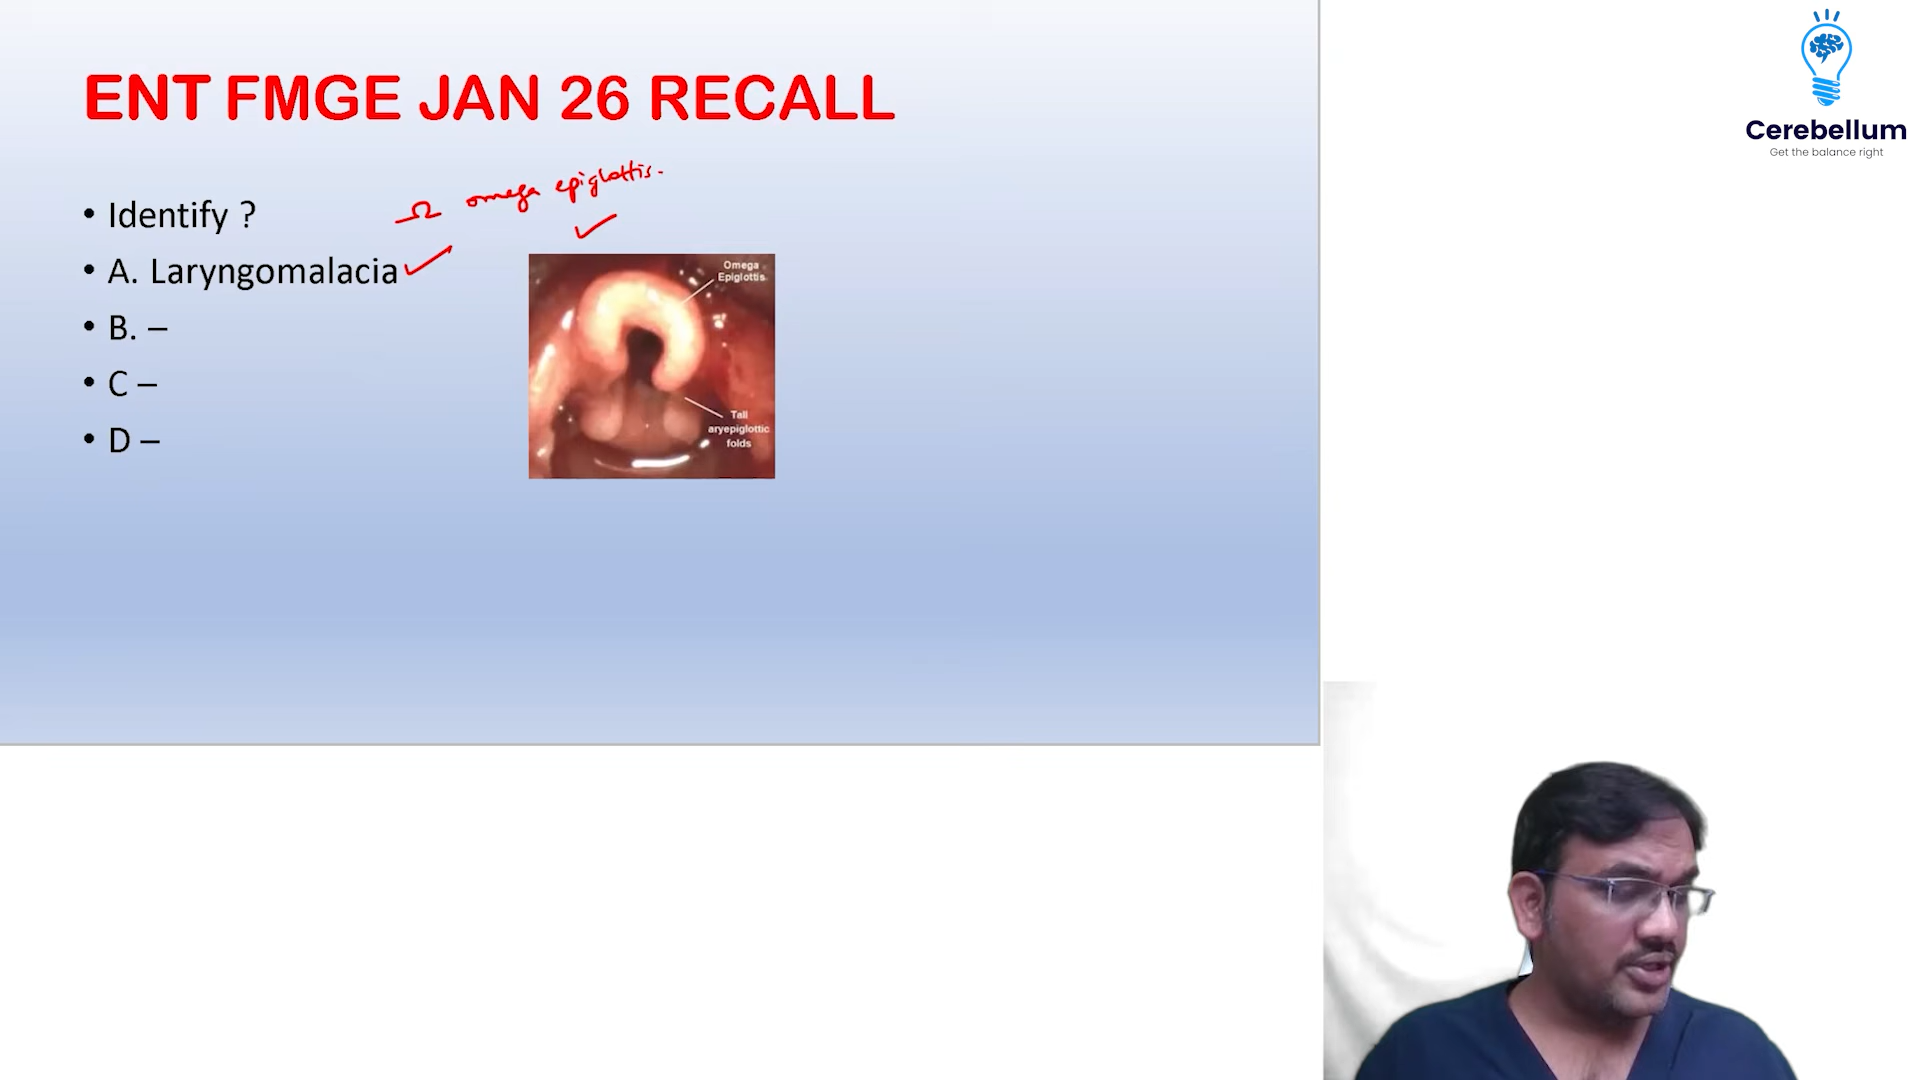 ENT FMGE JAN 26 RECALL
Ω omega epiglottis.
• Identify ?
• A. Laryngomalacia
• B. –
• C –
• D –
Omega
Epiglottis
Tall
aryepiglottic
folds
Cerebellum
Get the balance right